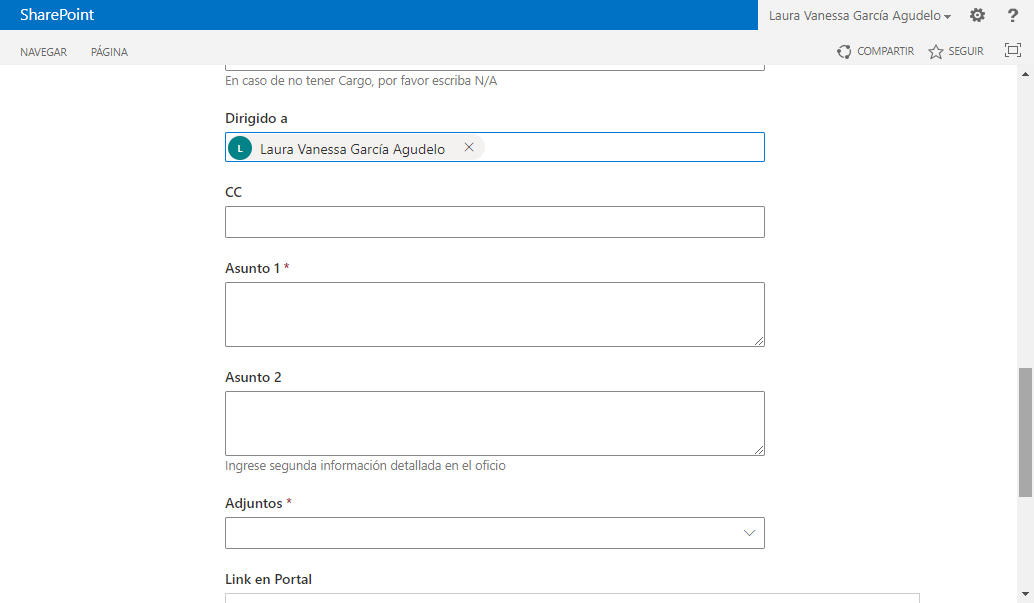 SharePoint
Laura Vanessa García Agudelo
?
NAVEGAR PÁGINA
COMPARTIR SEGUIR
En caso de no tener Cargo, por favor escriba N/A
Dirigido a
L Laura Vanessa García Agudelo
CC
Asunto 1 *
Asunto 2
Ingrese segunda información detallada en el oficio
Adjuntos *
Link en Portal